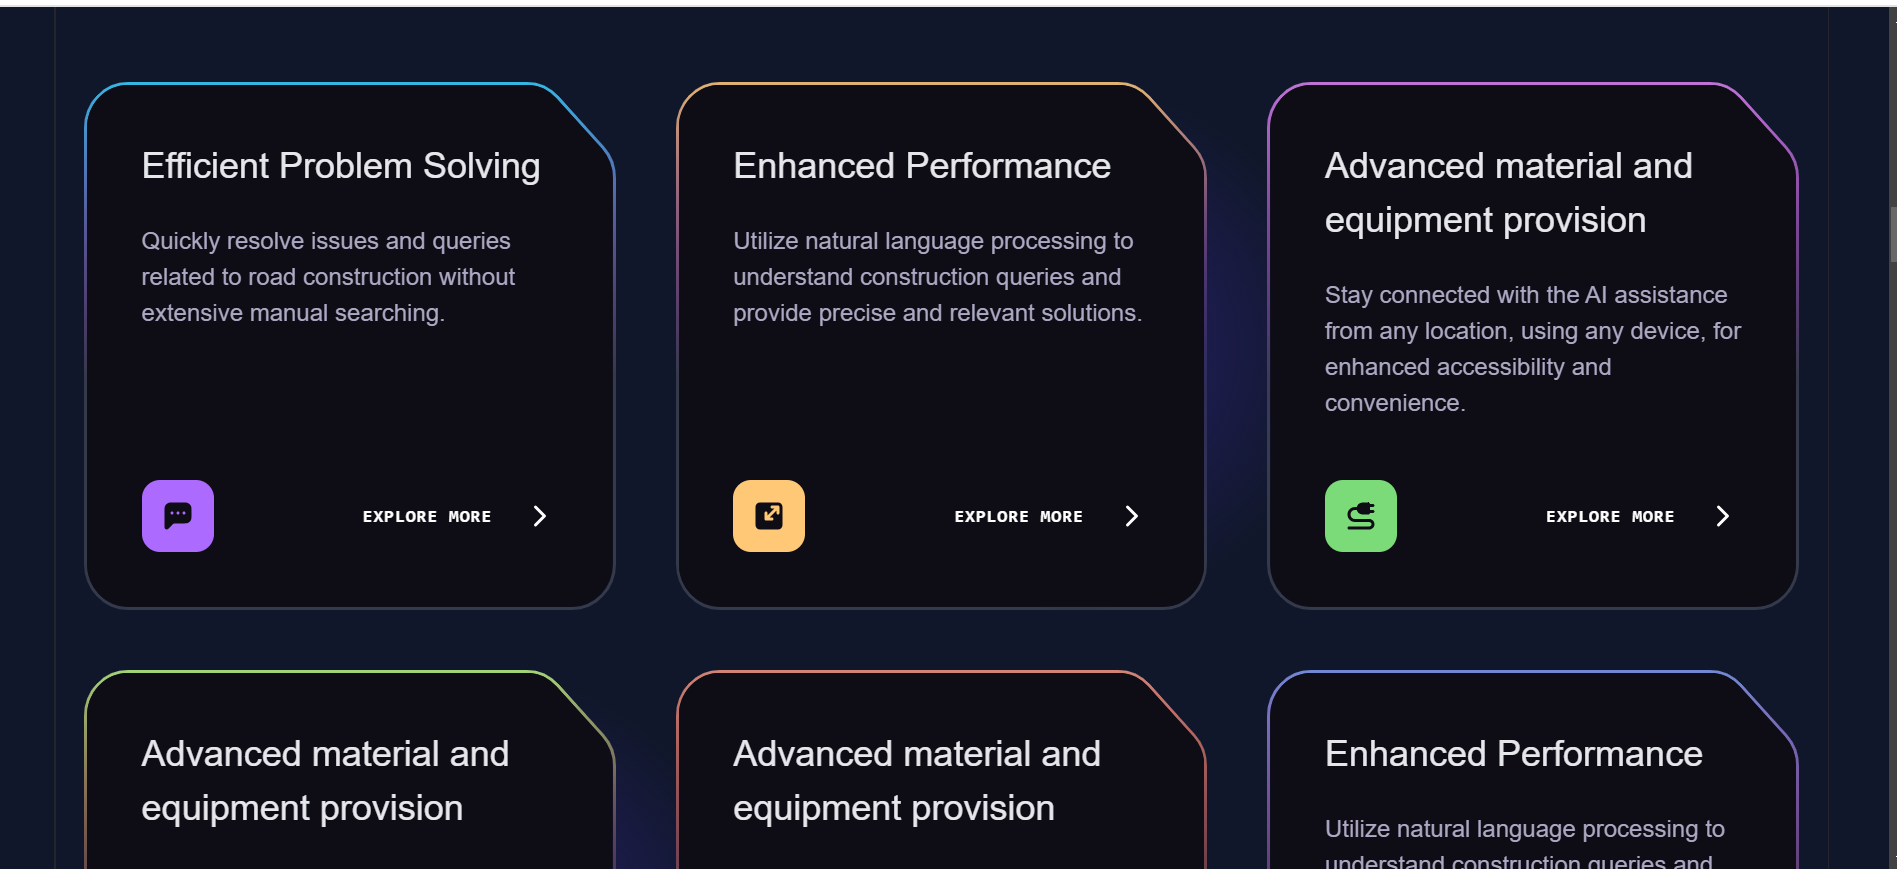 Efficient Problem Solving
Quickly resolve issues and queries
related to road construction without
extensive manual searching.
EXPLORE MORE
Enhanced Performance
Utilize natural language processing to
understand construction queries and
provide precise and relevant solutions.
EXPLORE MORE
Advanced material and
equipment provision
Stay connected with the AI assistance
from any location, using any device, for
enhanced accessibility and
convenience.
EXPLORE MORE
Advanced material and
equipment provision
Advanced material and
equipment provision
Enhanced Performance
Utilize natural language processing to
understand construction queries and